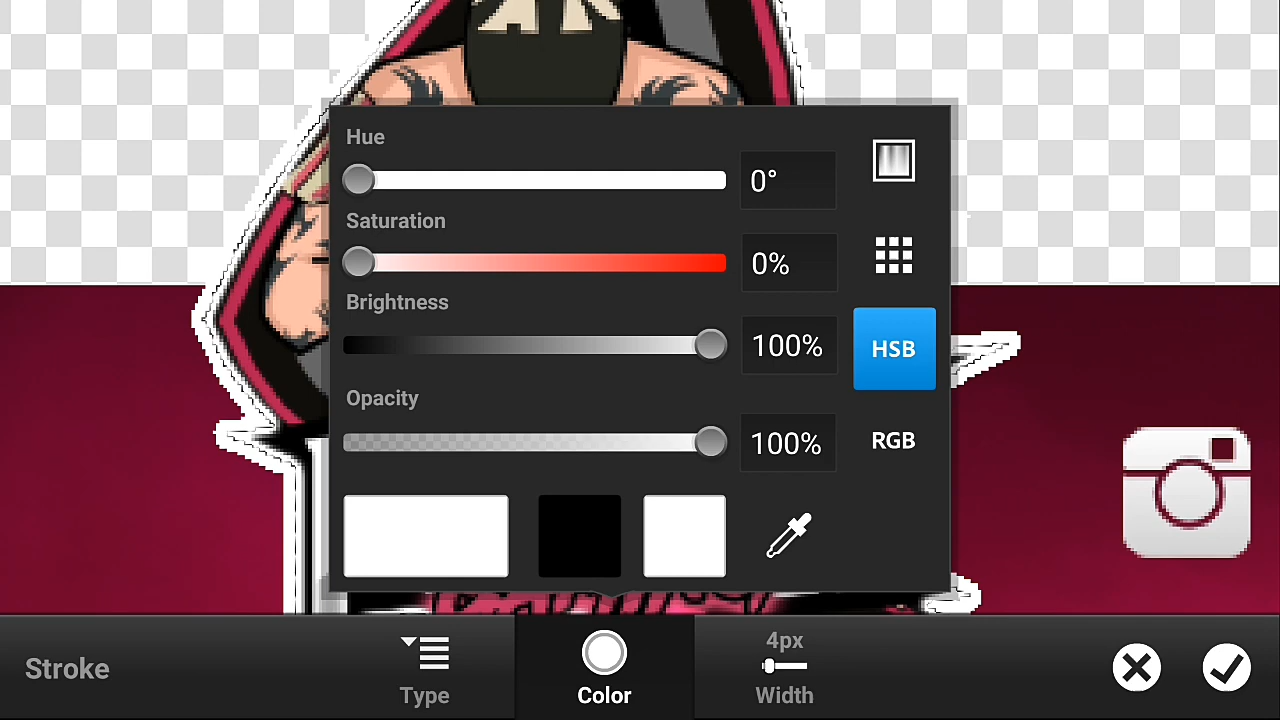 Hue
0°
Saturation
0%
Brightness
100%
HSB
Opacity
100%
RGB
Stroke
Type
Color
4px
Width